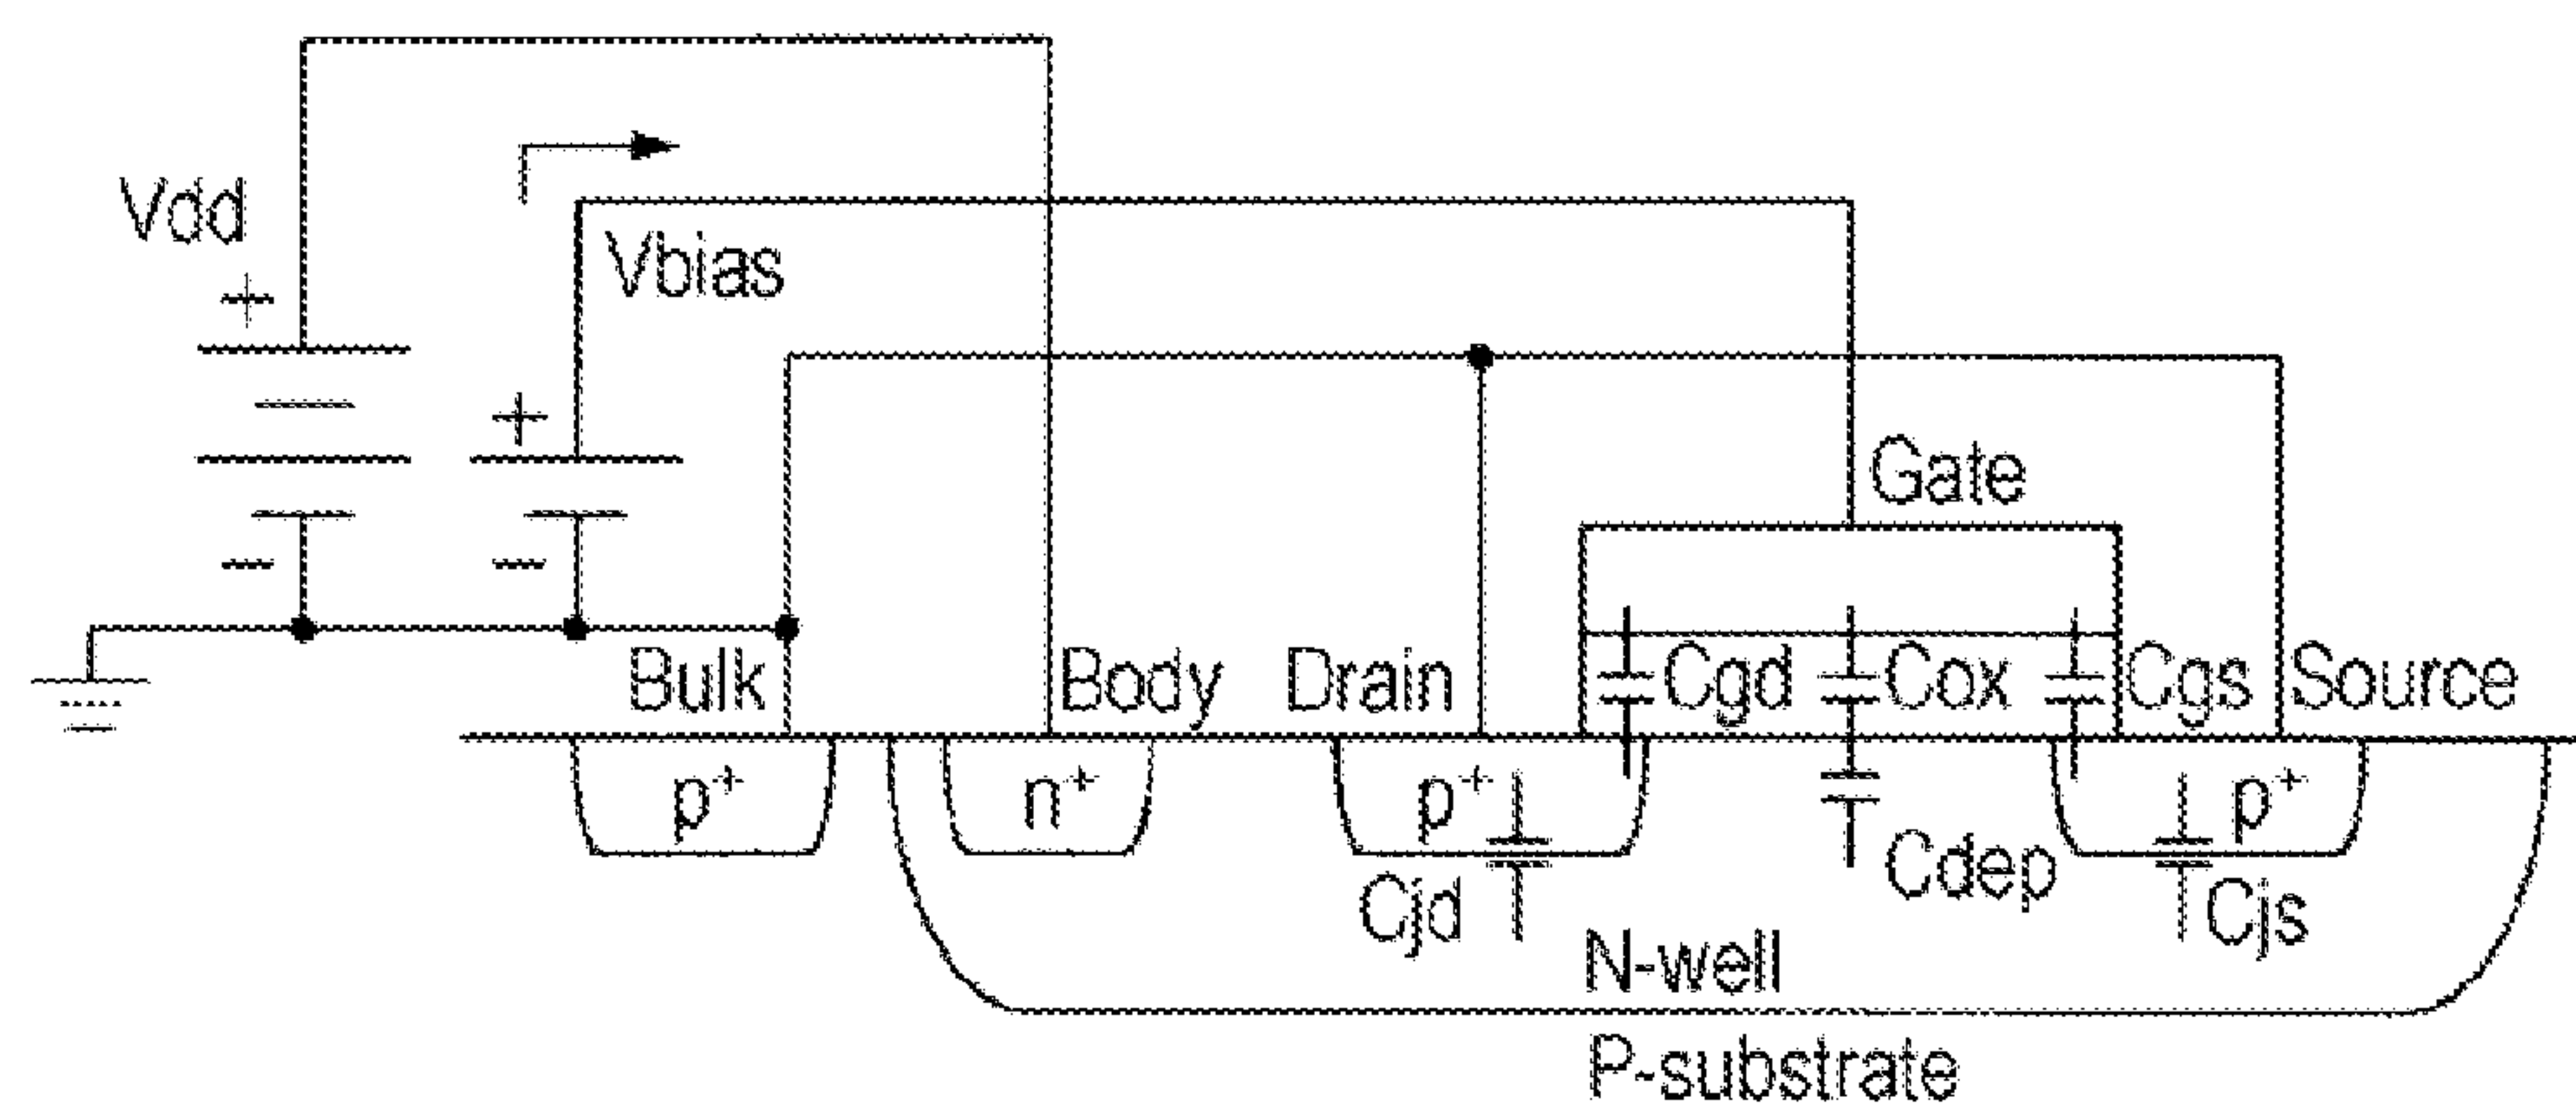 Vdd
+
Vbias
+
Gate
−
−
Bulk
Body
Drain
Cgd
Cox
Cgs
Source
p+
n+
p+
p+
Cdep
Cjd
Cjs
N-well
P-substrate